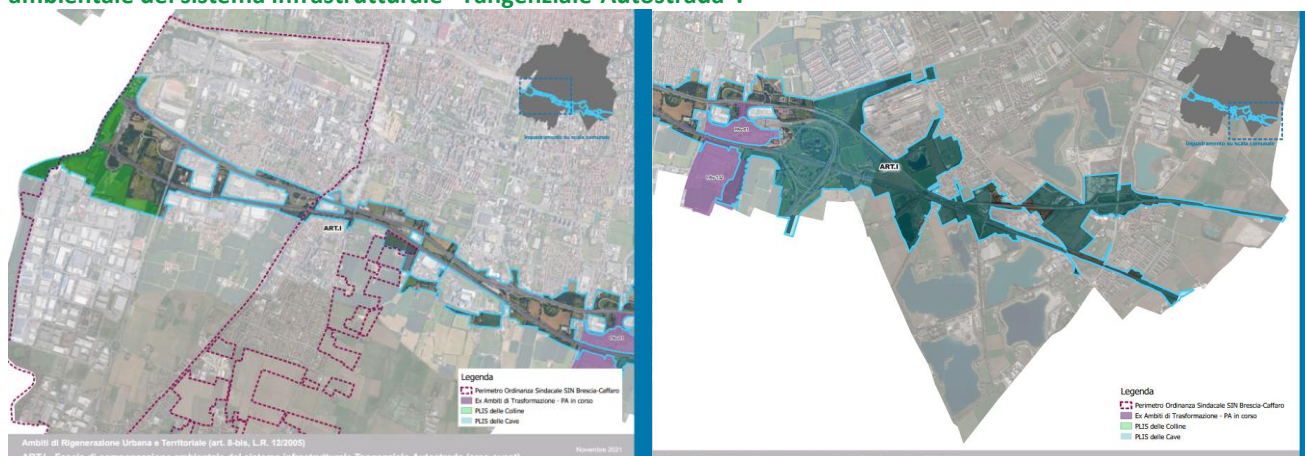 ambientale del sistema infrastrutturale "Tangenziale-Autostrada".
Inquadramento su scala comunale
ART.I
Legenda
Perimetro Ordinanza Sindacale SIN Brescia-Caffaro
Ex Ambiti di Trasformazione - PA in corso
PLIS delle Colline
PLIS delle Cave
Ambiti di Rigenerazione Urbana e Territoriale (art. 8-bis, L.R. 12/2005)
Novembre 2021
Inquadramento su scala comunale
ART.I
Legenda
Perimetro Ordinanza Sindacale SIN Brescia-Caffaro
Ex Ambiti di Trasformazione - PA in corso
PLIS delle Colline
PLIS delle Cave